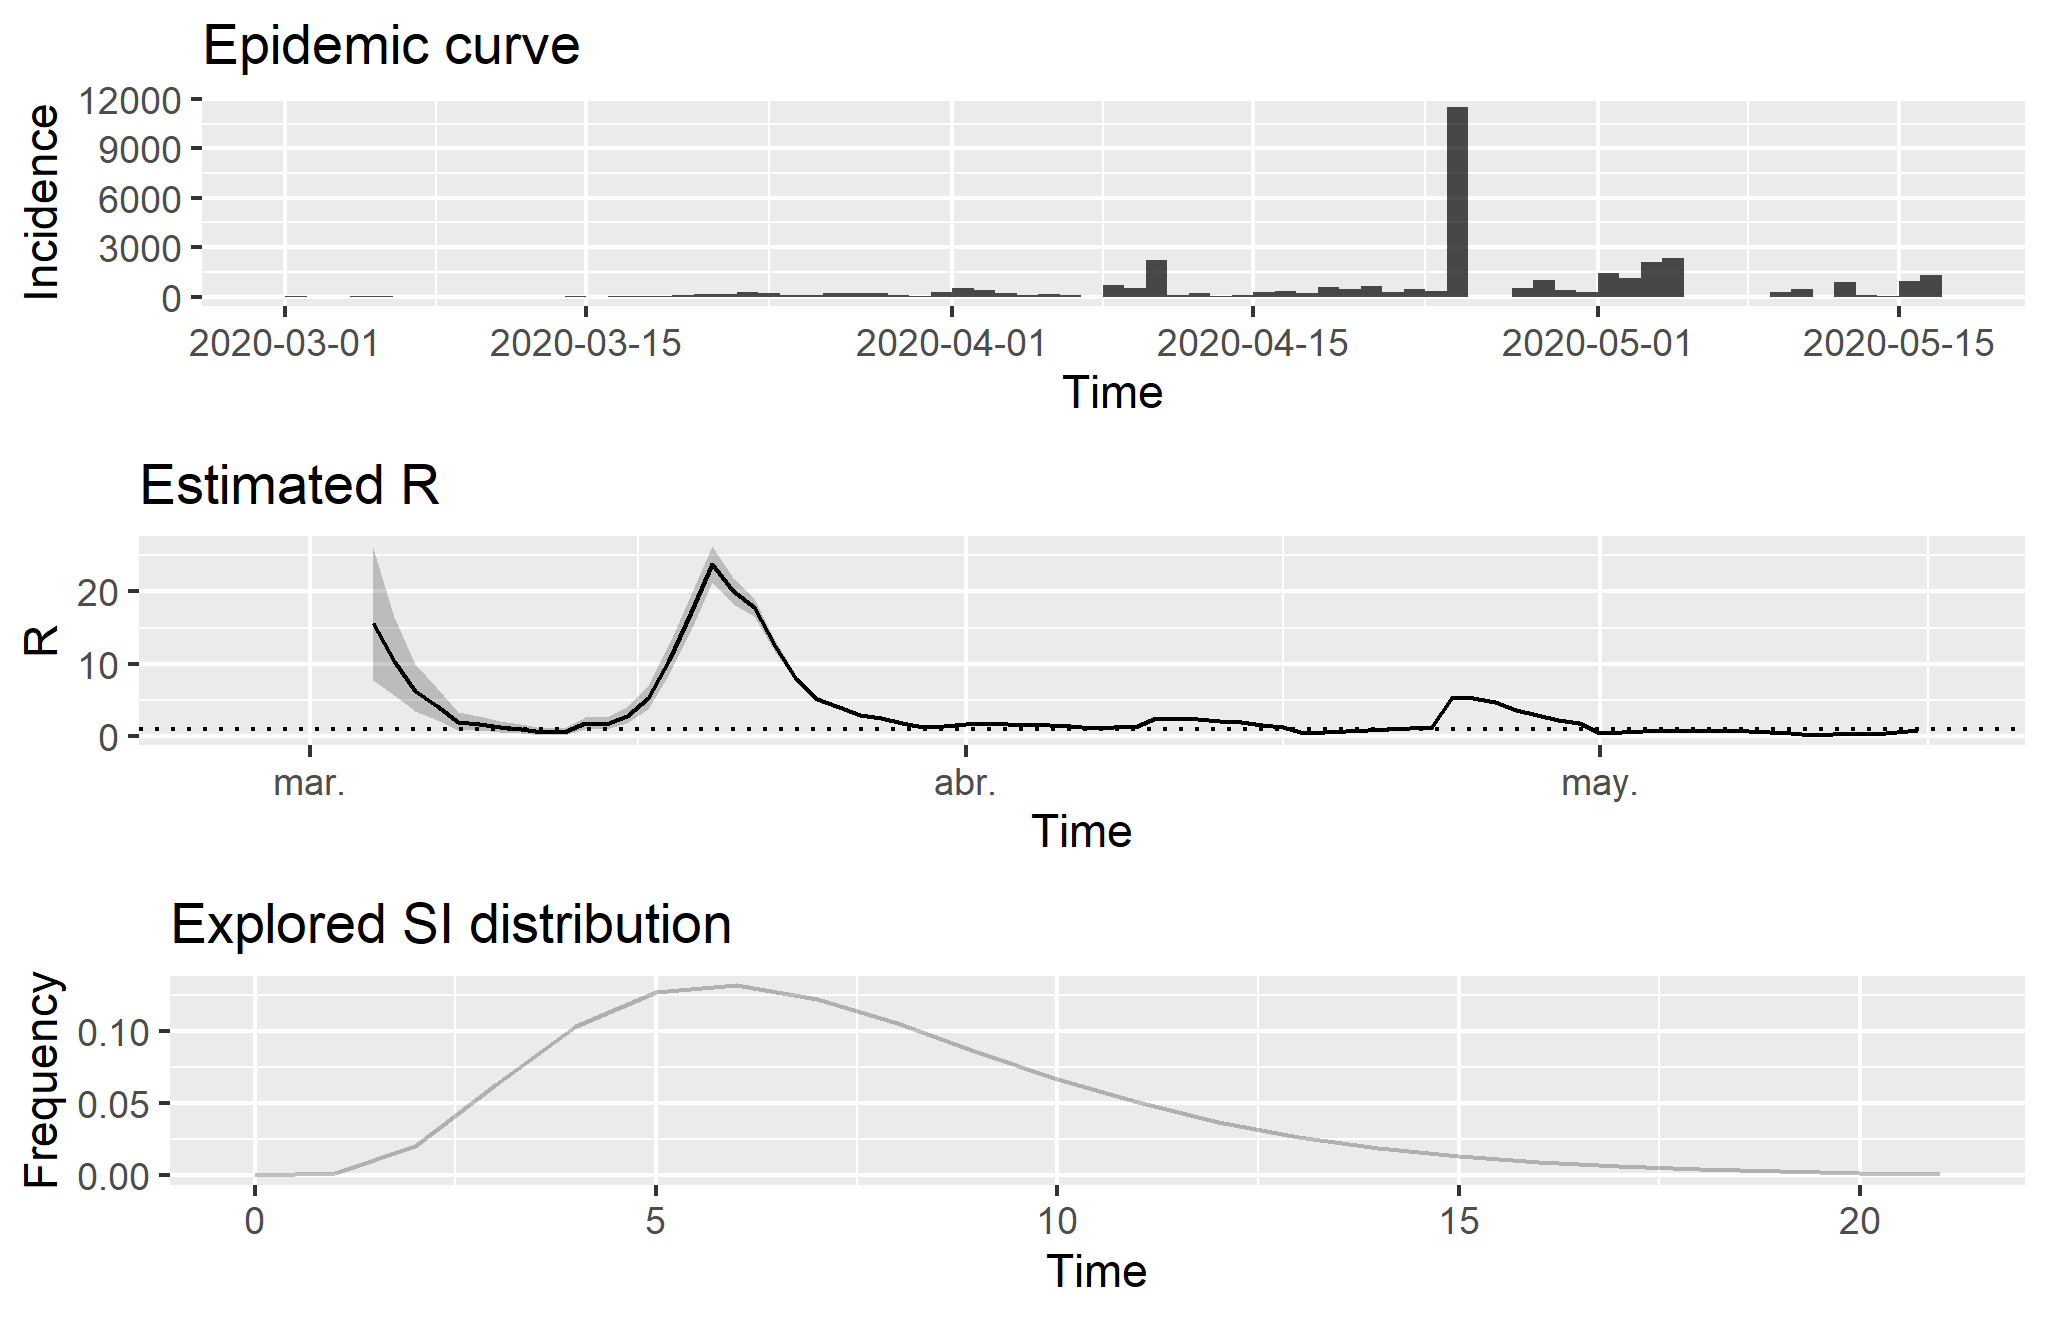 Epidemic curve
12000
9000
6000
3000
0
Incidence
2020-03-01 2020-03-15 2020-04-01 2020-04-15 2020-05-01 2020-05-15
Time
Estimated R
20
10
0
R
mar. abr. may.
Time
Explored SI distribution
0.10
0.05
0.00
Frequency
0 5 10 15 20
Time